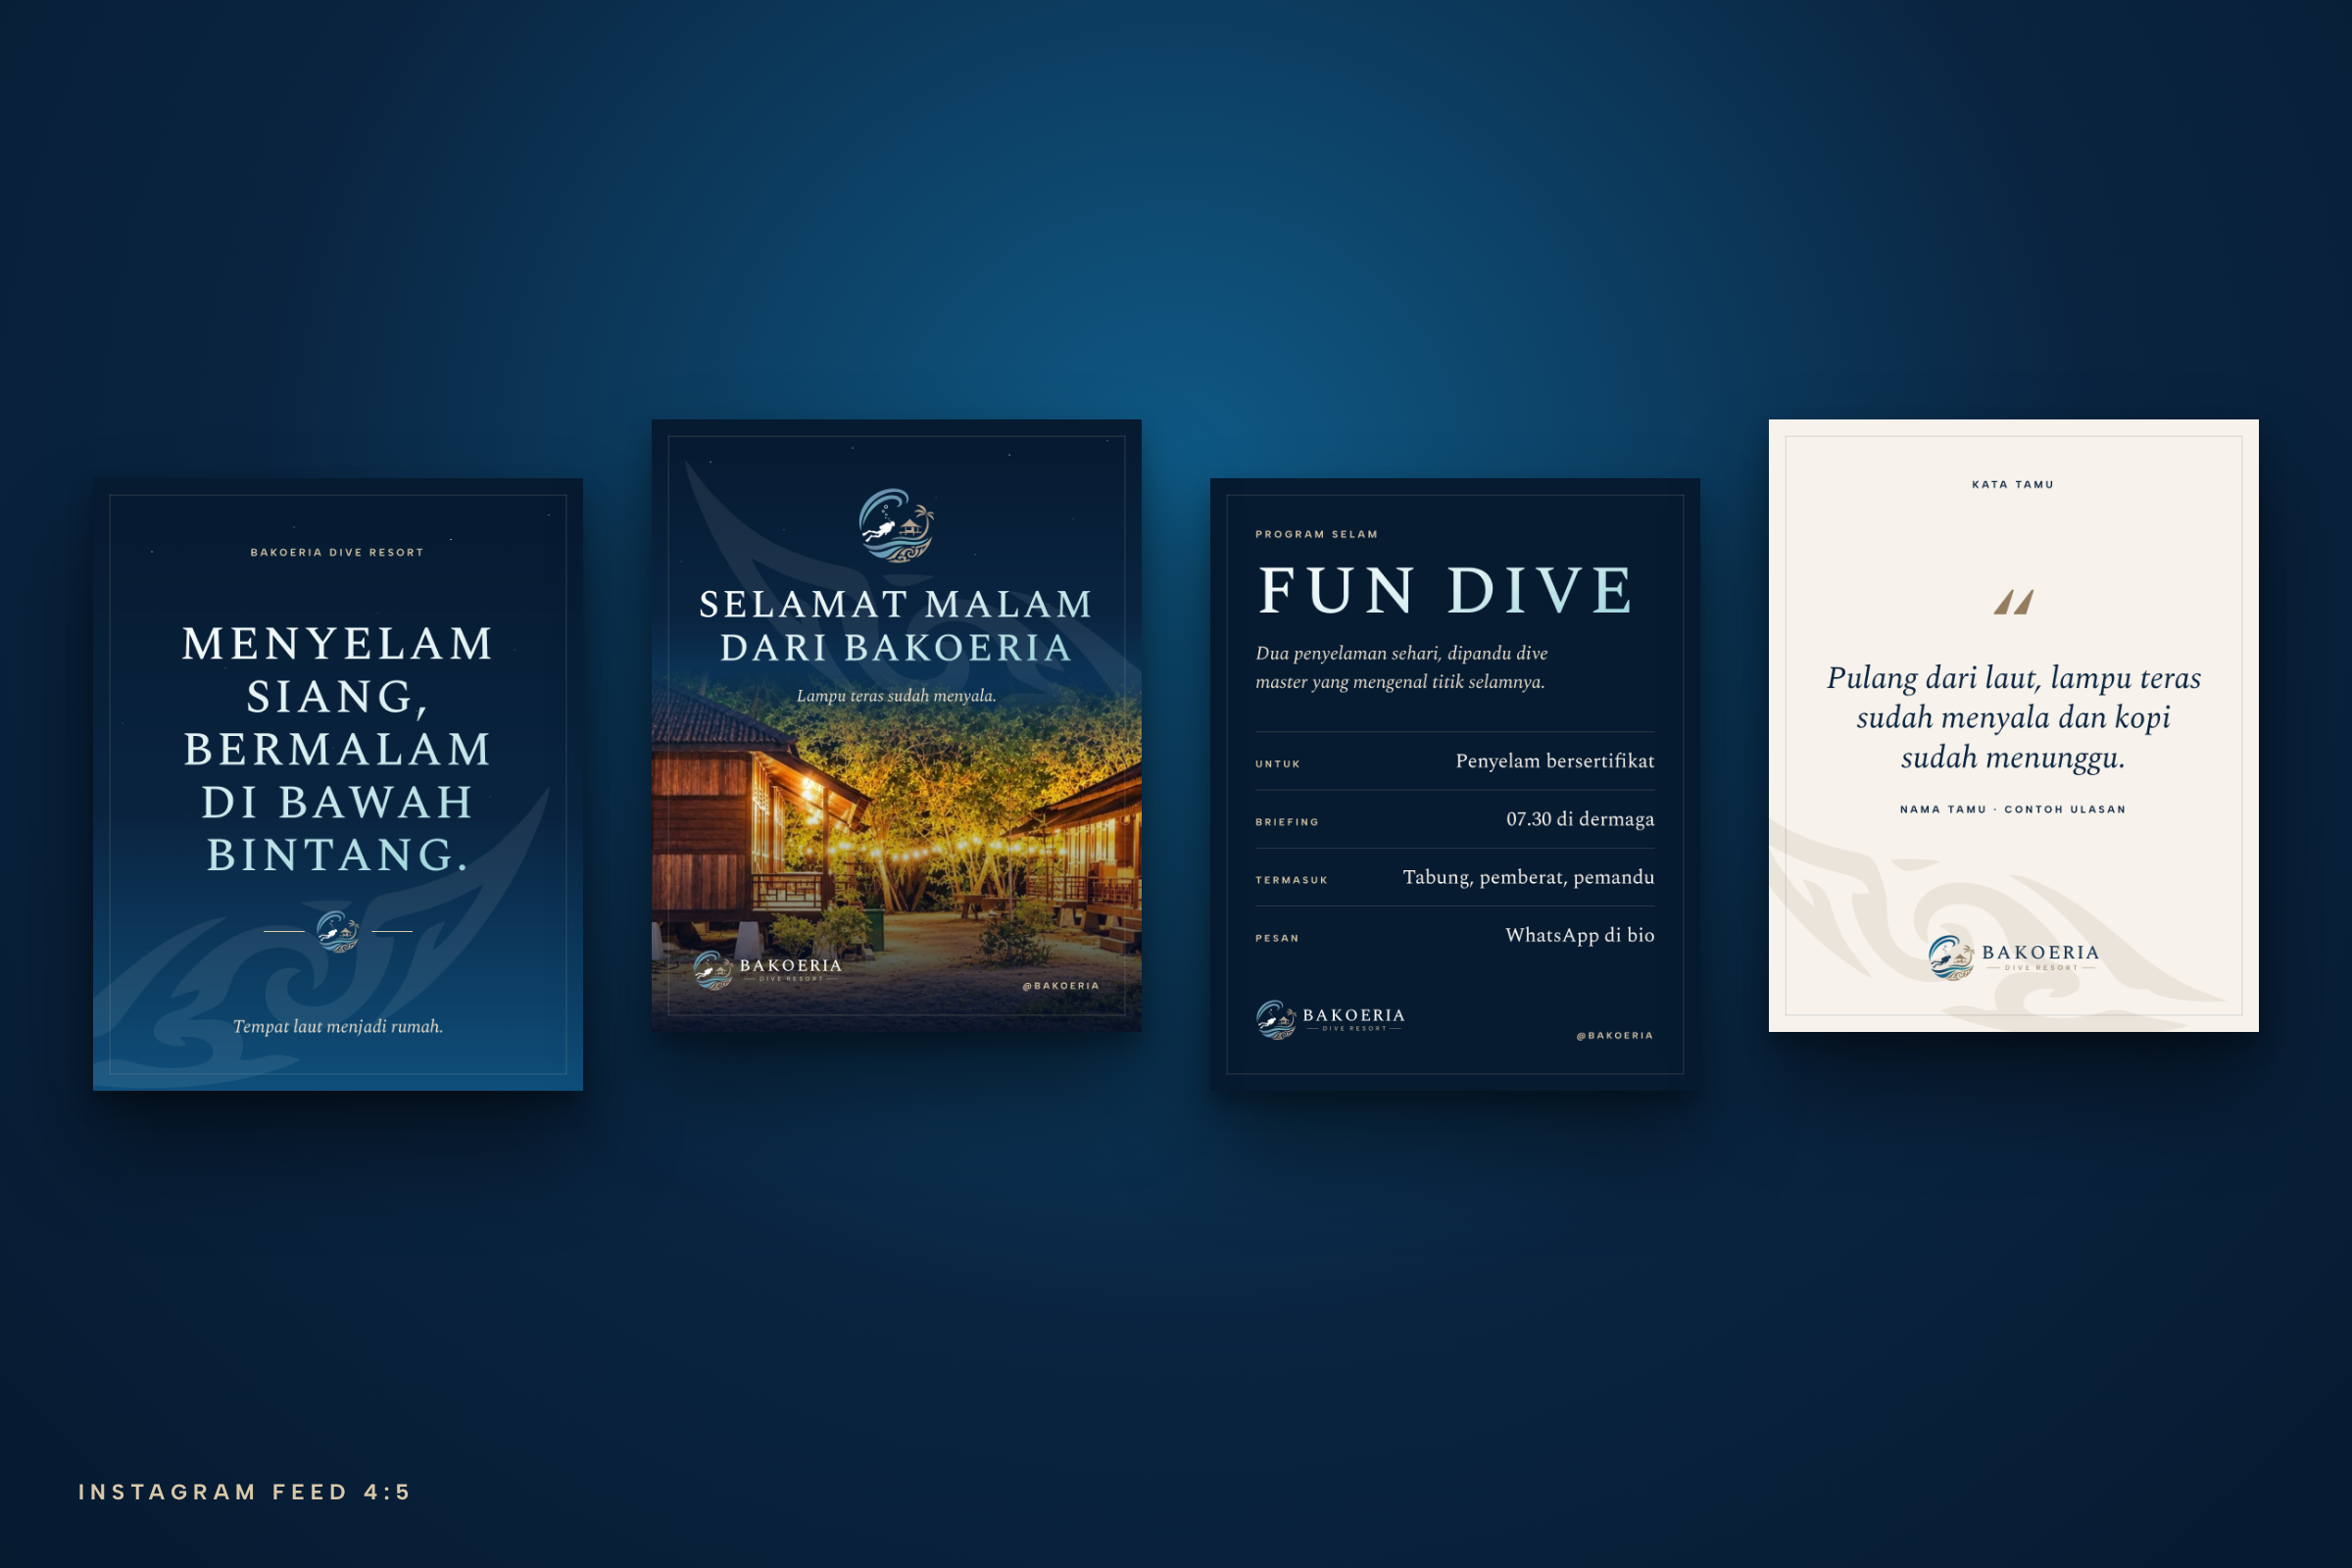 BAKOERIA DIVE RESORT
MENYELAM
SIANG,
BERMALAM
DI BAWAH
BINTANG.
Tempat laut menjadi rumah.
SELAMAT MALAM
DARI BAKOERIA
Lampu teras sudah menyala.
BAKOERIA
DIVE RESORT
@BAKOERIA
PROGRAM SELAM
FUN DIVE
Dua penyelaman sehari, dipandu dive
master yang mengenal titik selamnya.
UNTUK Penyelam bersertifikat
BRIEFING 07.30 di dermaga
TERMASUK Tabung, pemberat, pemandu
PESAN WhatsApp di bio
BAKOERIA
DIVE RESORT
@BAKOERIA
KATA TAMU
“
Pulang dari laut, lampu teras
sudah menyala dan kopi
sudah menunggu.
NAMA TAMU · CONTOH ULASAN
BAKOERIA
DIVE RESORT
INSTAGRAM FEED 4:5